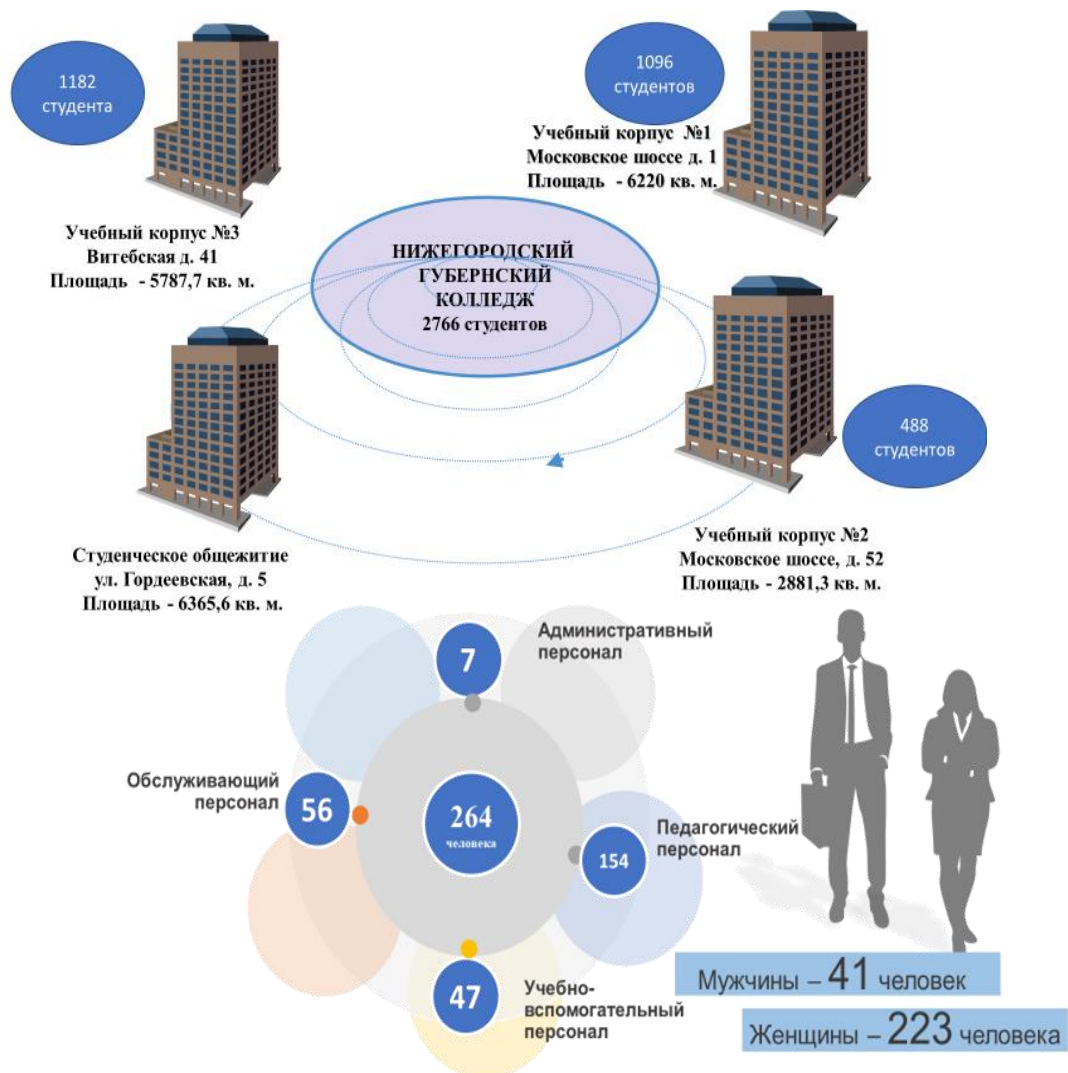 1182
студента
1096
студентов
Учебный корпус №1
Московское шоссе д. 1
Площадь - 6220 кв. м.
Учебный корпус №3
Витебская д. 41
Площадь - 5787,7 кв. м.
НИЖЕГОРОДСКИЙ
ГУБЕРНСКИЙ
КОЛЛЕДЖ
2766 студентов
488
студентов
Студенческое общежитие
ул. Гордеевская, д. 5
Площадь - 6365,6 кв. м.
Учебный корпус №2
Московское шоссе, д. 52
Площадь - 2881,3 кв. м.
7
Административный
персонал
Обслуживающий
персонал
56
264
человека
Педагогический
персонал
154
47
Учебно-
вспомогательный
персонал
Мужчины – 41 человек
Женщины – 223 человека